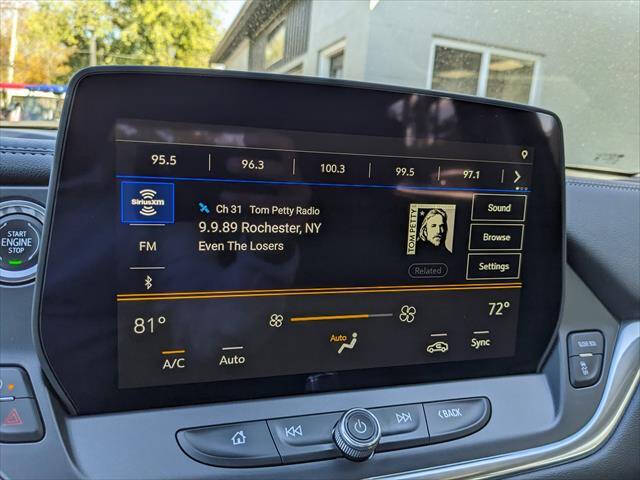 95.5 96.3 100.3 99.5 97.1
SiriusXM
Ch 31 Tom Petty Radio
9.9.89 Rochester, NY
Even The Losers
TOM PETTY
Related
Sound
Browse
Settings
FM
81° 72°
A/C
Auto
Auto
Sync
START
ENGINE
STOP
BACK